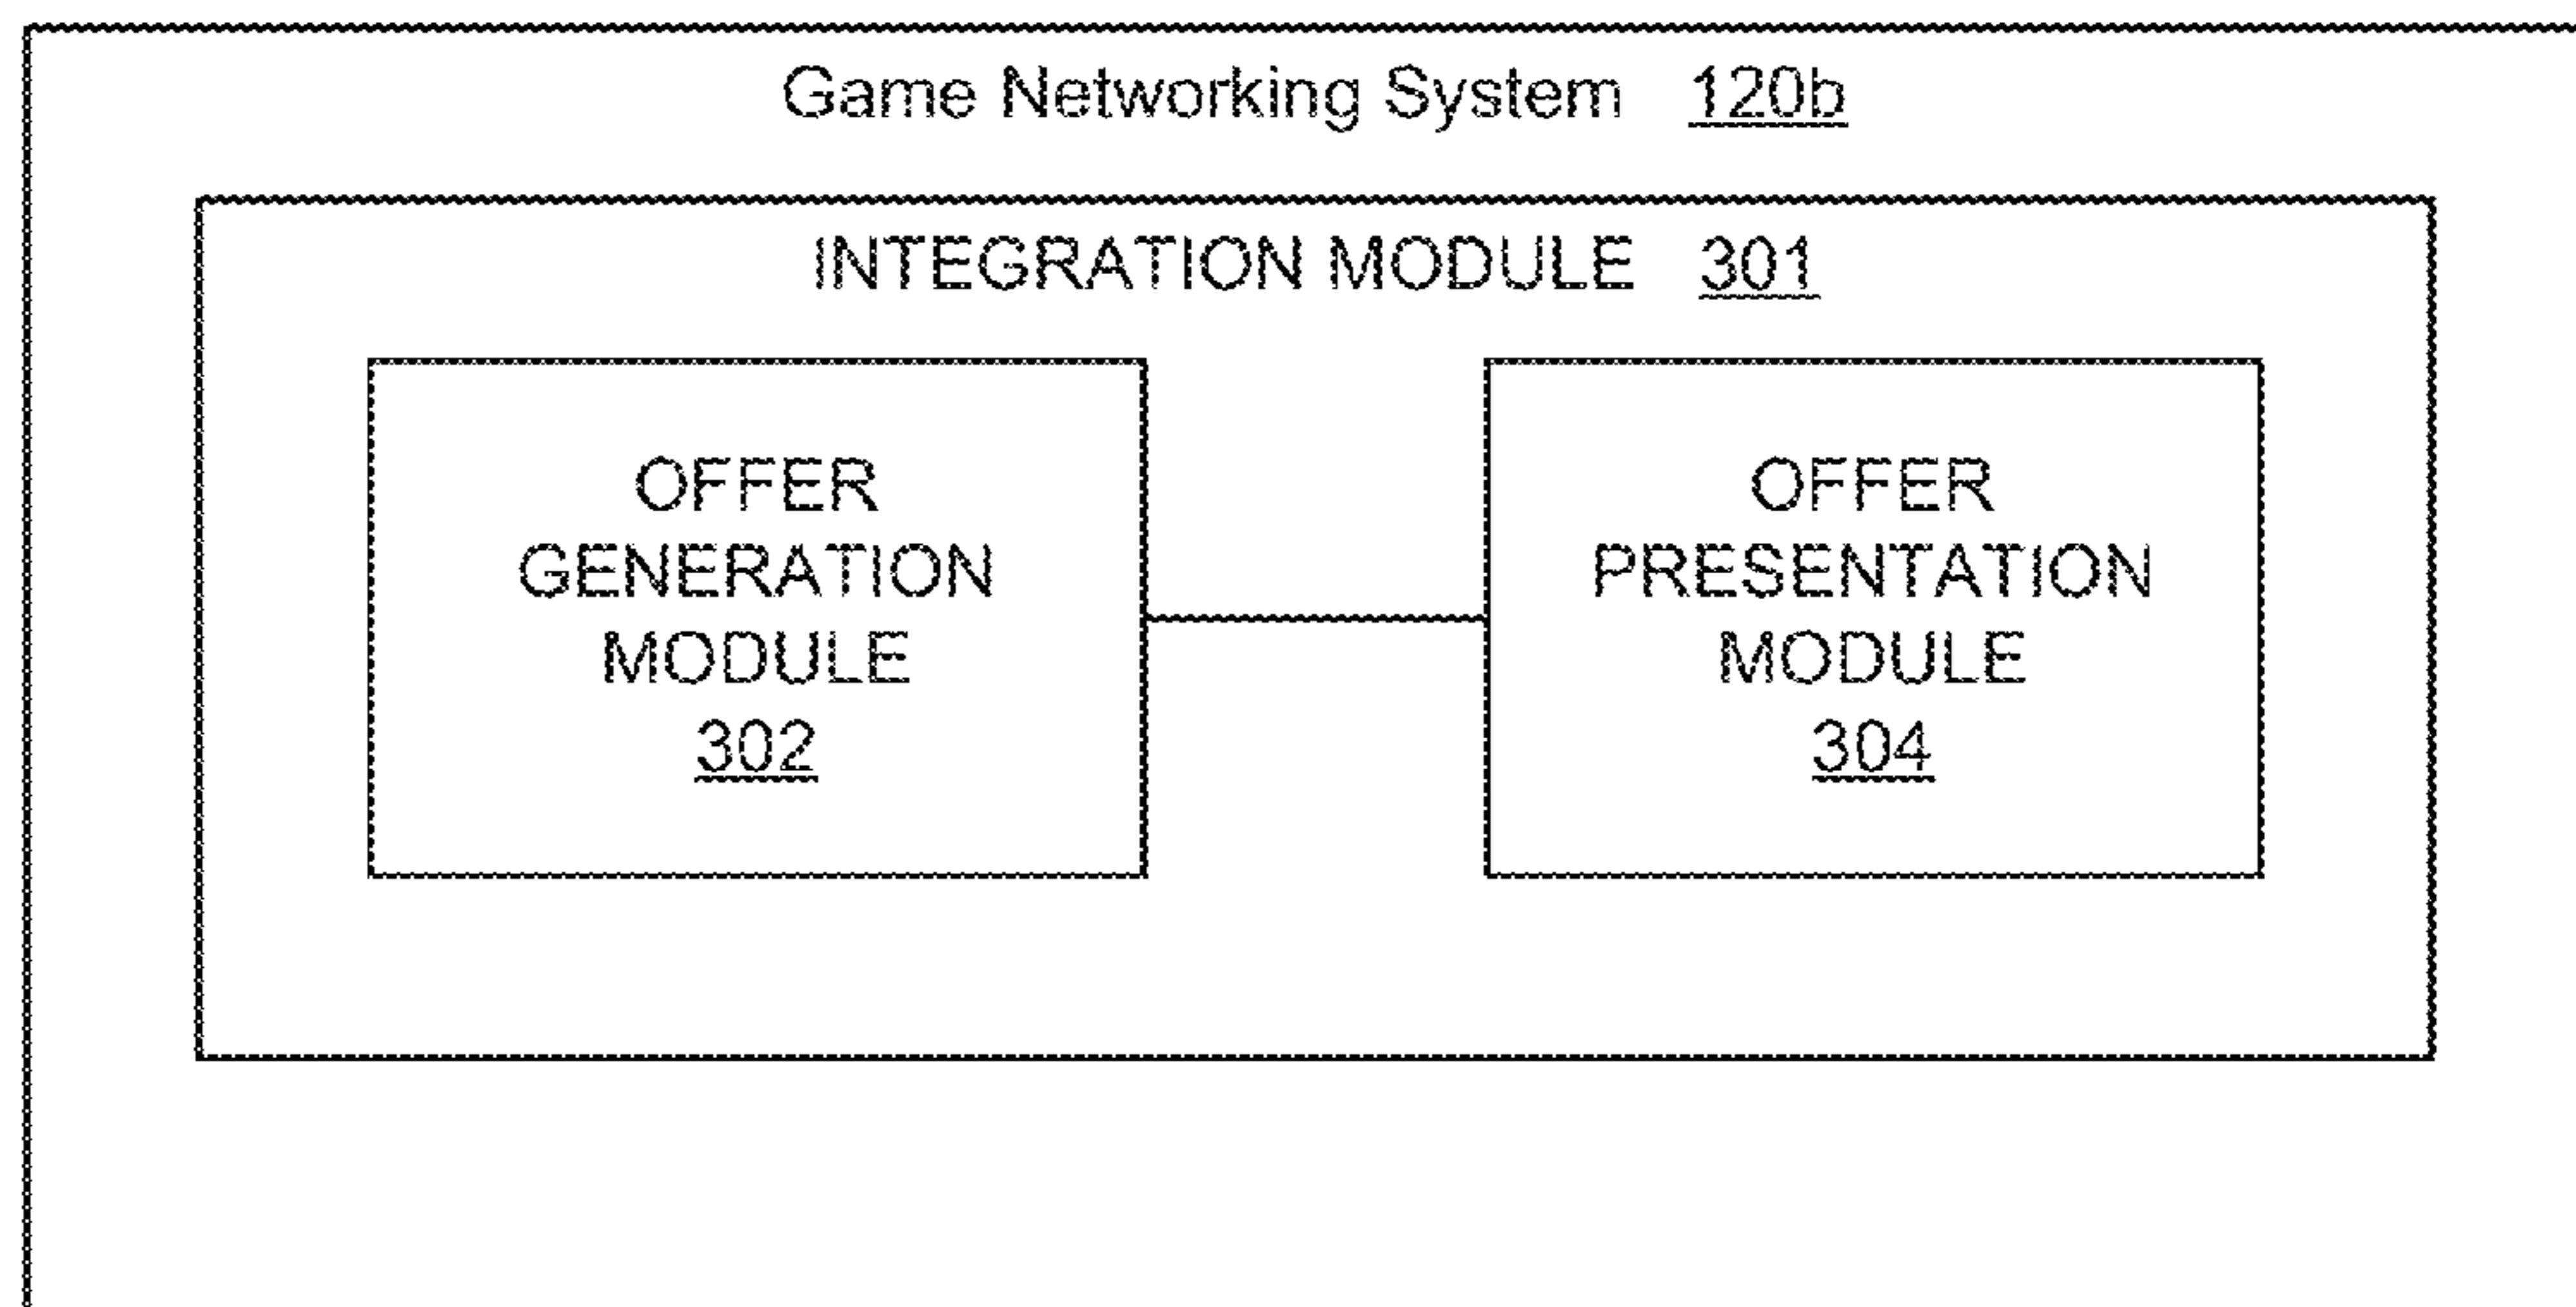 Game Networking System 120b
INTEGRATION MODULE 301
OFFER
GENERATION
MODULE
302
OFFER
PRESENTATION
MODULE
304